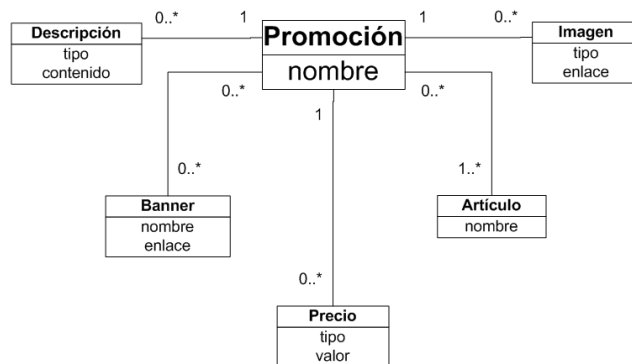 Descripción
tipo
contenido
0..*
1
Promoción
nombre
1
0..*
Imagen
tipo
enlace
0..*
0..*
1
0..*
1..*
Banner
nombre
enlace
Artículo
nombre
0..*
Precio
tipo
valor